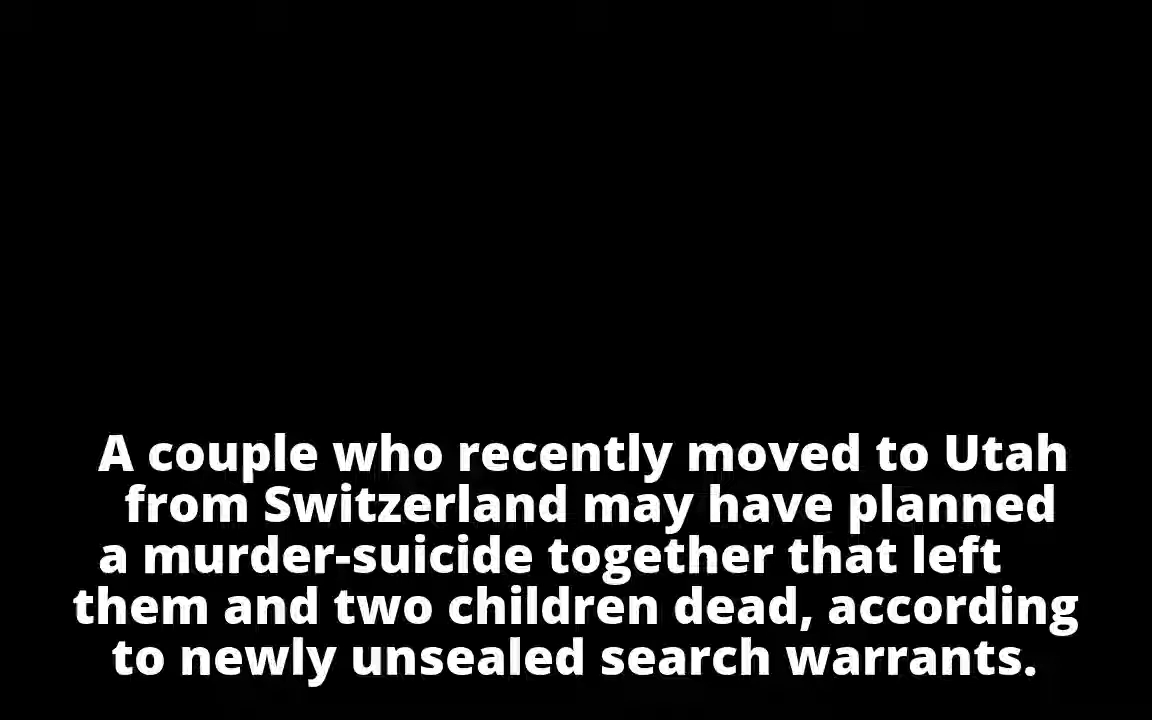 A couple who recently moved to Utah
from Switzerland may have planned
a murder-suicide together that left
them and two children dead, according
to newly unsealed search warrants.